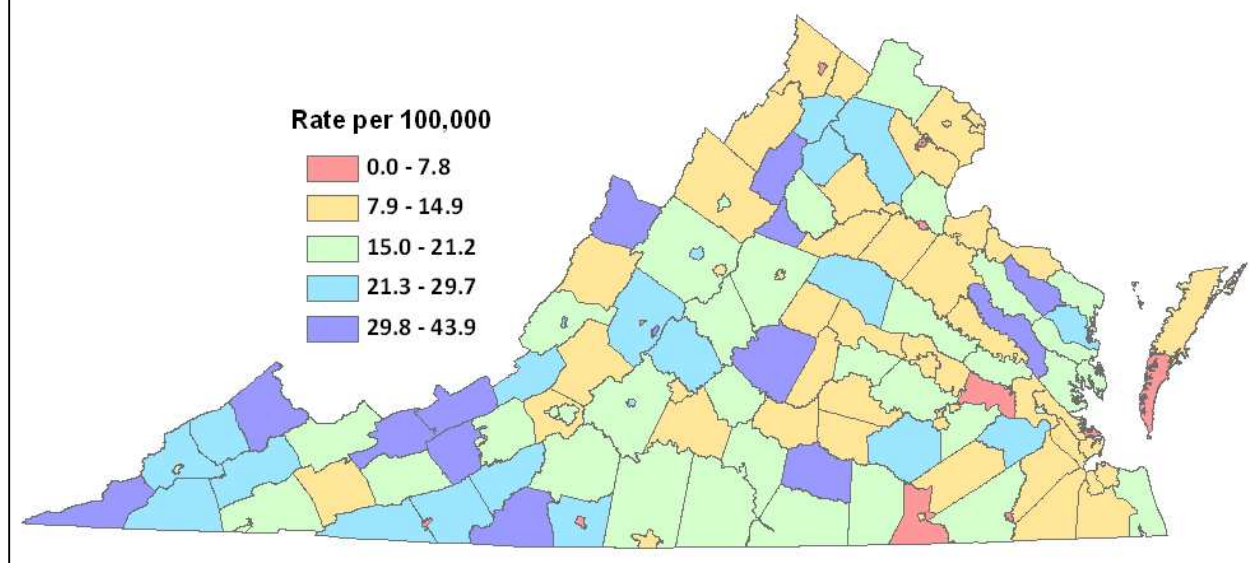 Rate per 100,000
0.0 - 7.8
7.9 - 14.9
15.0 - 21.2
21.3 - 29.7
29.8 - 43.9